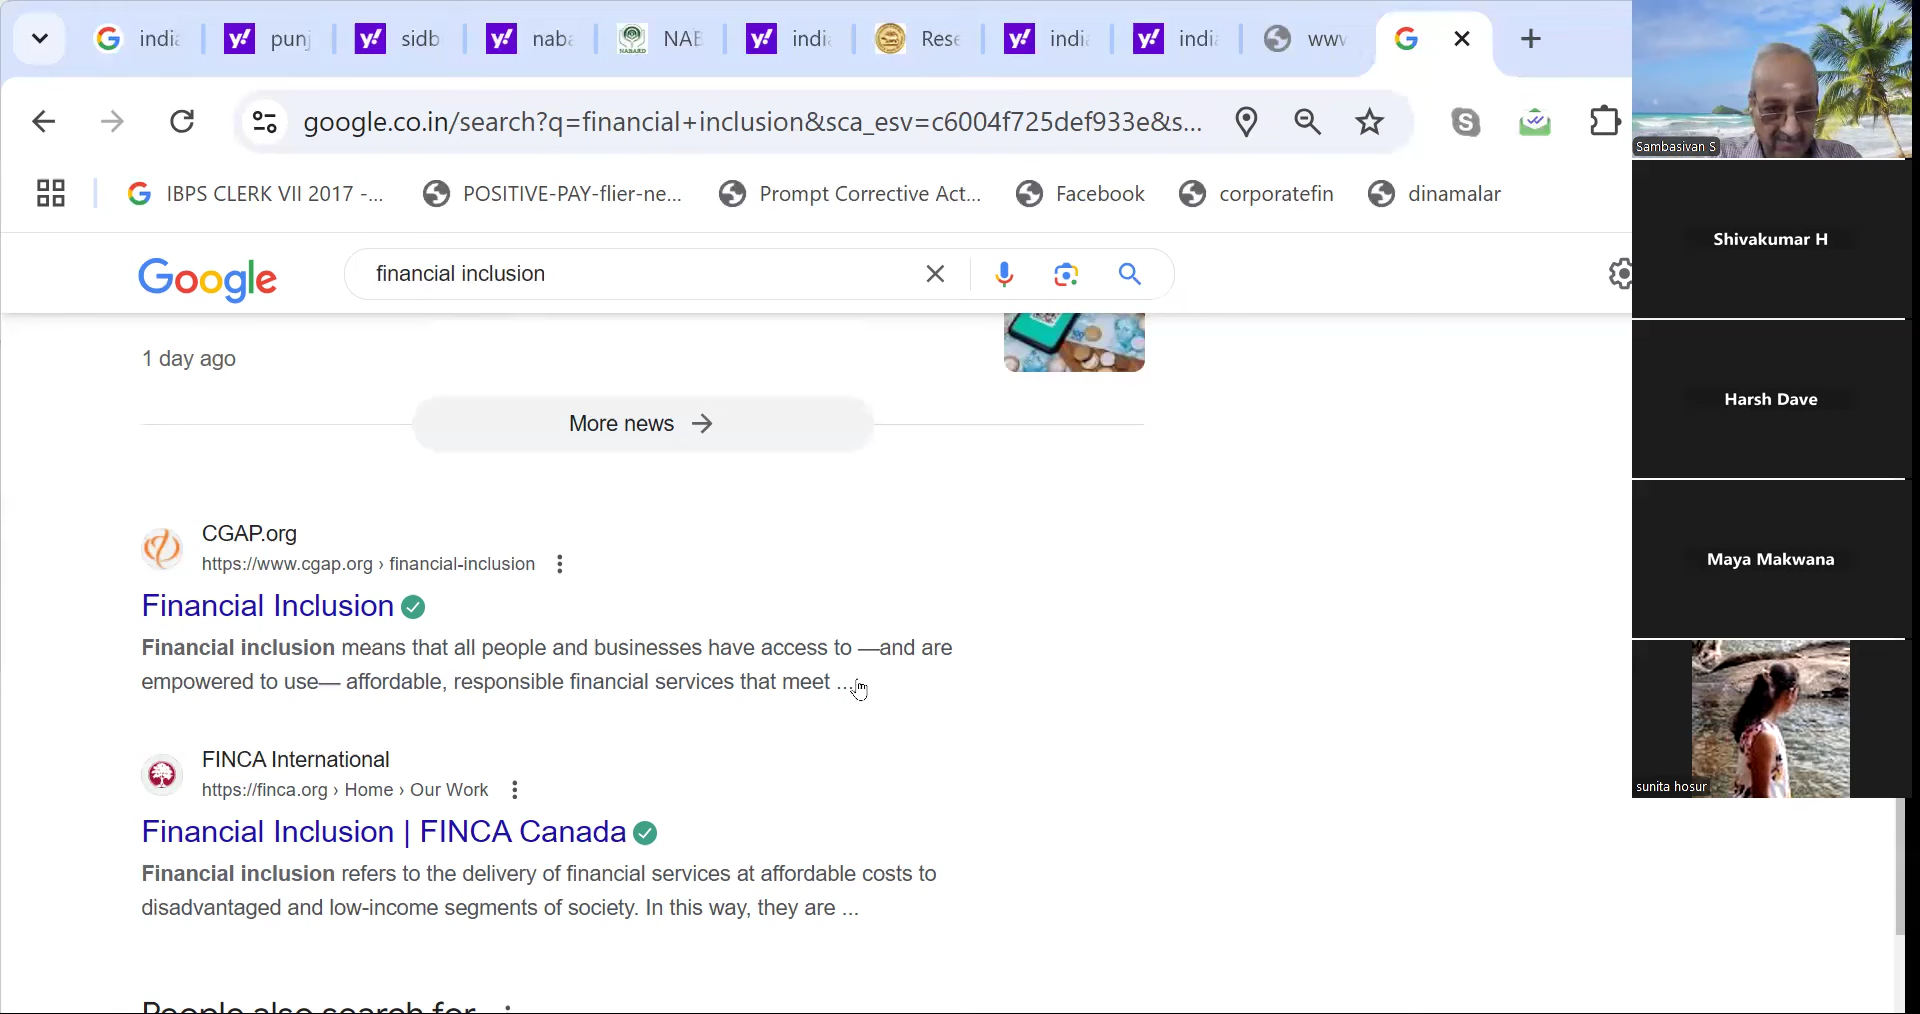 indi
punj
sidb
naba
NAB
indi
Rese
indi
indi
www
google.co.in/search?q=financial+inclusion&sca_esv=c6004f725def933e&s...
IBPS CLERK VII 2017 -...
POSITIVE-PAY-flier-ne...
Prompt Corrective Act...
Facebook
corporatefin
dinamalar
Google
financial inclusion
1 day ago
More news
CGAP.org
https://www.cgap.org › financial-inclusion
Financial Inclusion
Financial inclusion means that all people and businesses have access to —and are
empowered to use— affordable, responsible financial services that meet ...
FINCA International
https://finca.org › Home › Our Work
Financial Inclusion | FINCA Canada
Financial inclusion refers to the delivery of financial services at affordable costs to
disadvantaged and low-income segments of society. In this way, they are ...
People also search for
Sambasivan S
Shivakumar H
Harsh Dave
Maya Makwana
sunita hosur